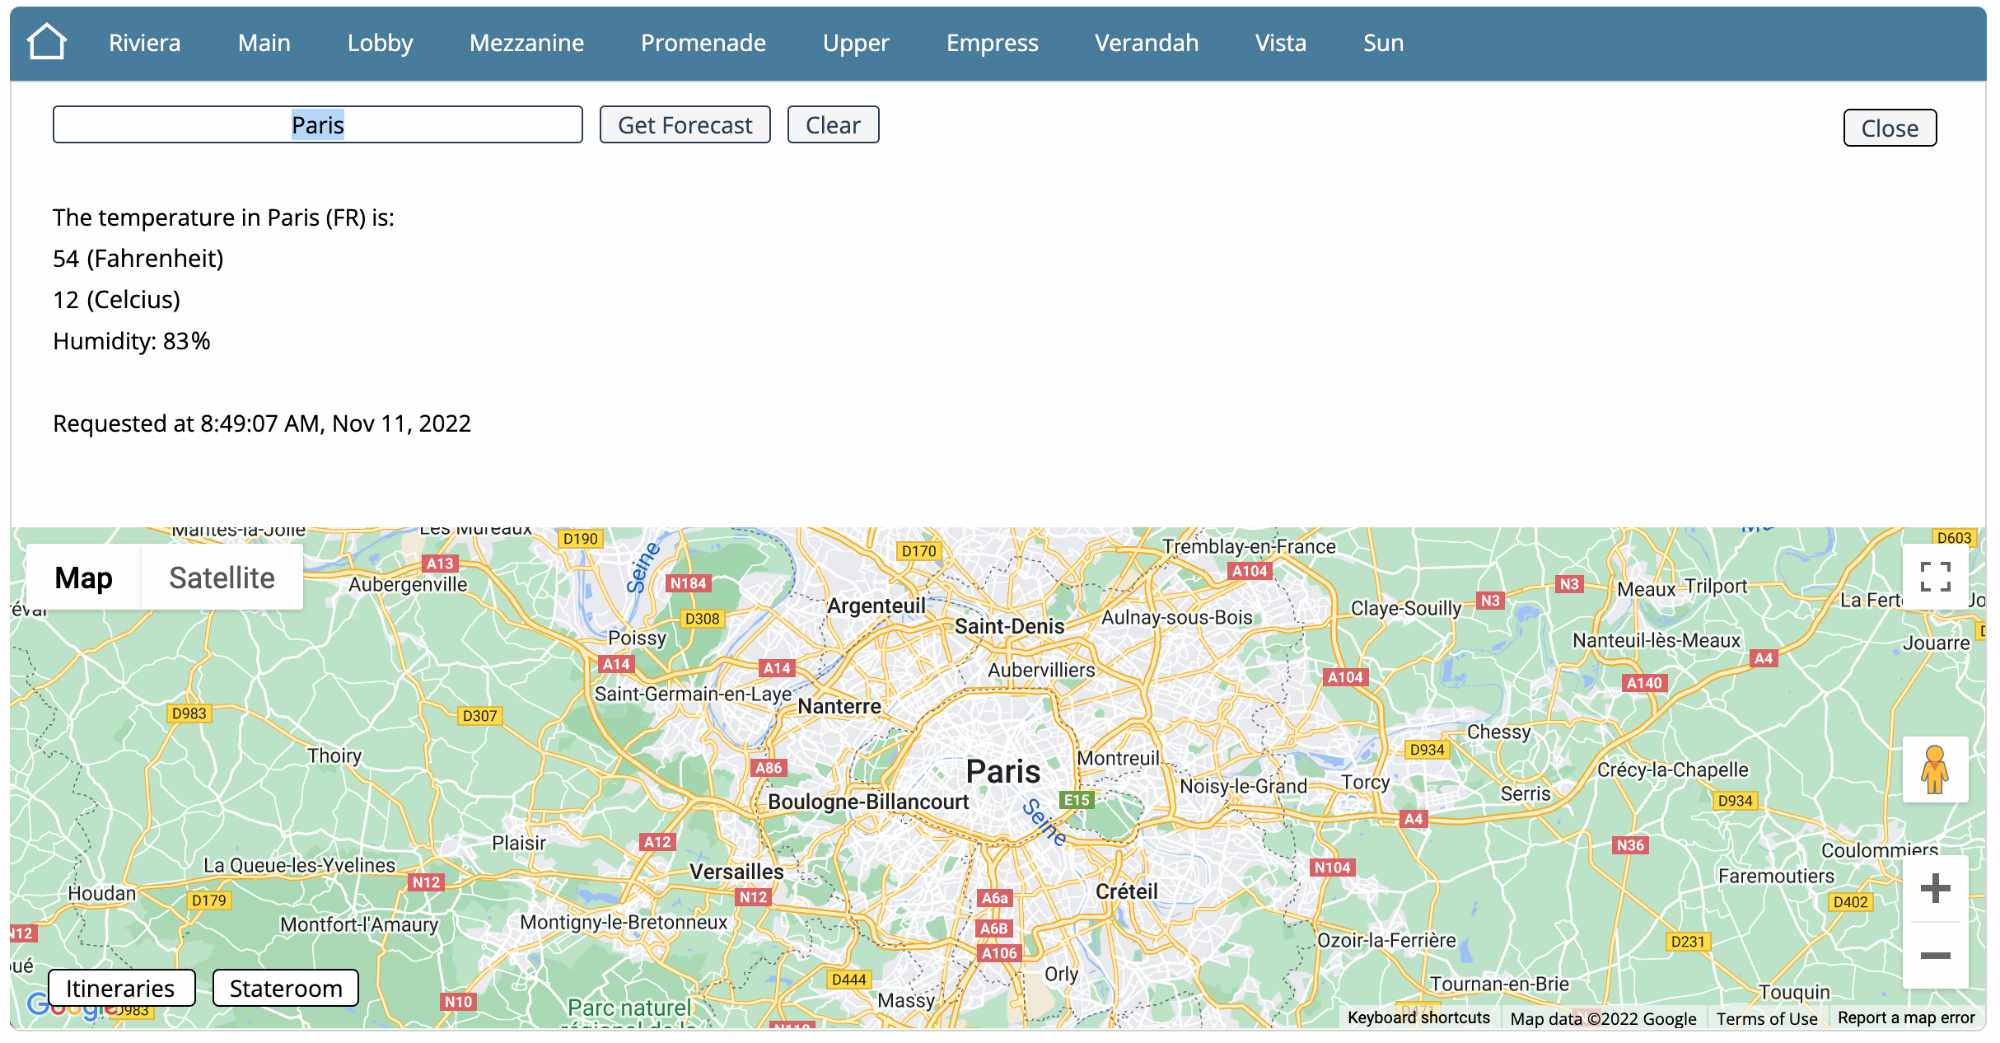 Riviera Main Lobby Mezzanine Promenade Upper Empress Verandah Vista Sun
Paris Get Forecast Clear Close
The temperature in Paris (FR) is:
54 (Fahrenheit)
12 (Celcius)
Humidity: 83%
Requested at 8:49:07 AM, Nov 11, 2022
Mantes-la-Jolie
Les Mureaux
D190
D170
D603
Tremblay-en-France
A13
Seine
A104
Map Satellite
Aubergenville
N184
N3
Meaux
Trilport
Argenteuil
Claye-Souilly
N3
La Fert
D308
Saint-Denis
Aulnay-sous-Bois
Poissy
Nanteuil-lès-Meaux
Jouarre
A14
A14
Aubervilliers
A104
A4
A140
Saint-Germain-en-Laye
Nanterre
D983
D307
Chessy
Thoiry
A86
Paris
Montreuil
D934
Crécy-la-Chapelle
Noisy-le-Grand
Torcy
Serris
D934
Boulogne-Billancourt
E15
Seine
A4
Plaisir
A12
N36
Coulommiers
La Queue-les-Yvelines
Versailles
N104
Faremoutiers
Houdan
N12
N12
Créteil
D179
A6a
D402
Montfort-l'Amaury
Montigny-le-Bretonneux
A6B
N12
A106
Ozoir-la-Ferrière
D231
oué
Orly
D444
Tournan-en-Brie
Itineraries Stateroom
N10
Massy
Touquin
Google
D983
Parc naturel
régional de la
Keyboard shortcuts Map data ©2022 Google Terms of Use Report a map error